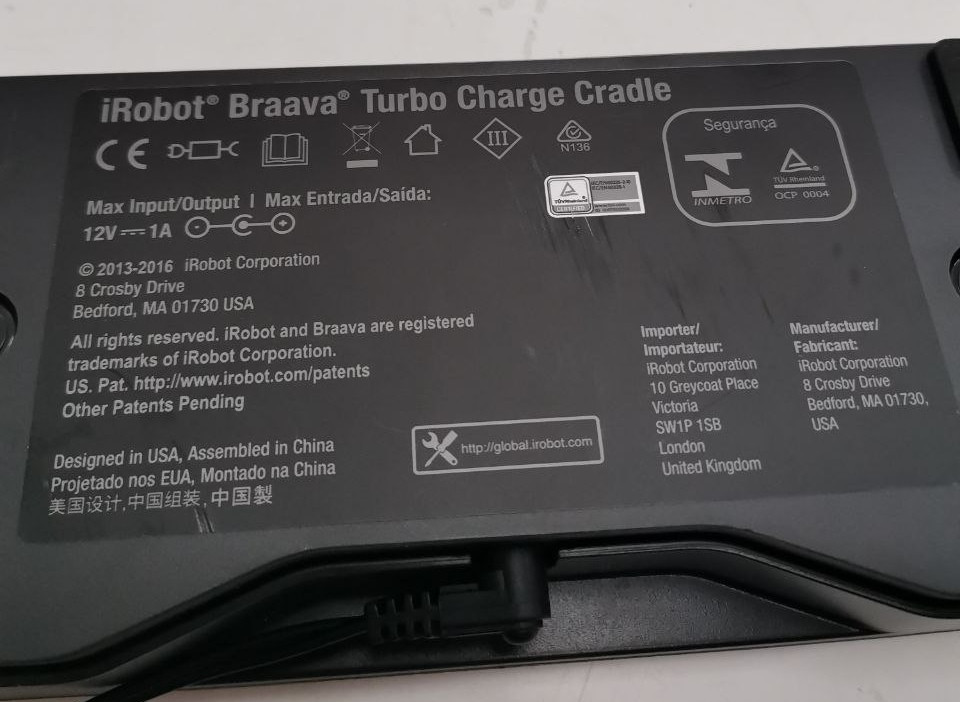 iRobot® Braava® Turbo Charge Cradle
CE
III
N136
Segurança
INMETRO
TÜV Rheinland
OCP 0004
TÜVRheinland
CERTIFIED
Max Input/Output | Max Entrada/Saída:
12V⎓1A
© 2013-2016 iRobot Corporation
8 Crosby Drive
Bedford, MA 01730 USA
All rights reserved. iRobot and Braava are registered
trademarks of iRobot Corporation.
US. Pat. http://www.irobot.com/patents
Other Patents Pending
Importer/
Importateur:
iRobot Corporation
10 Greycoat Place
Victoria
SW1P 1SB
London
United Kingdom
Manufacturer/
Fabricant:
iRobot Corporation
8 Crosby Drive
Bedford, MA 01730,
USA
http://global.irobot.com
Designed in USA, Assembled in China
Projetado nos EUA, Montado na China
美国设计,中国组装,中国製